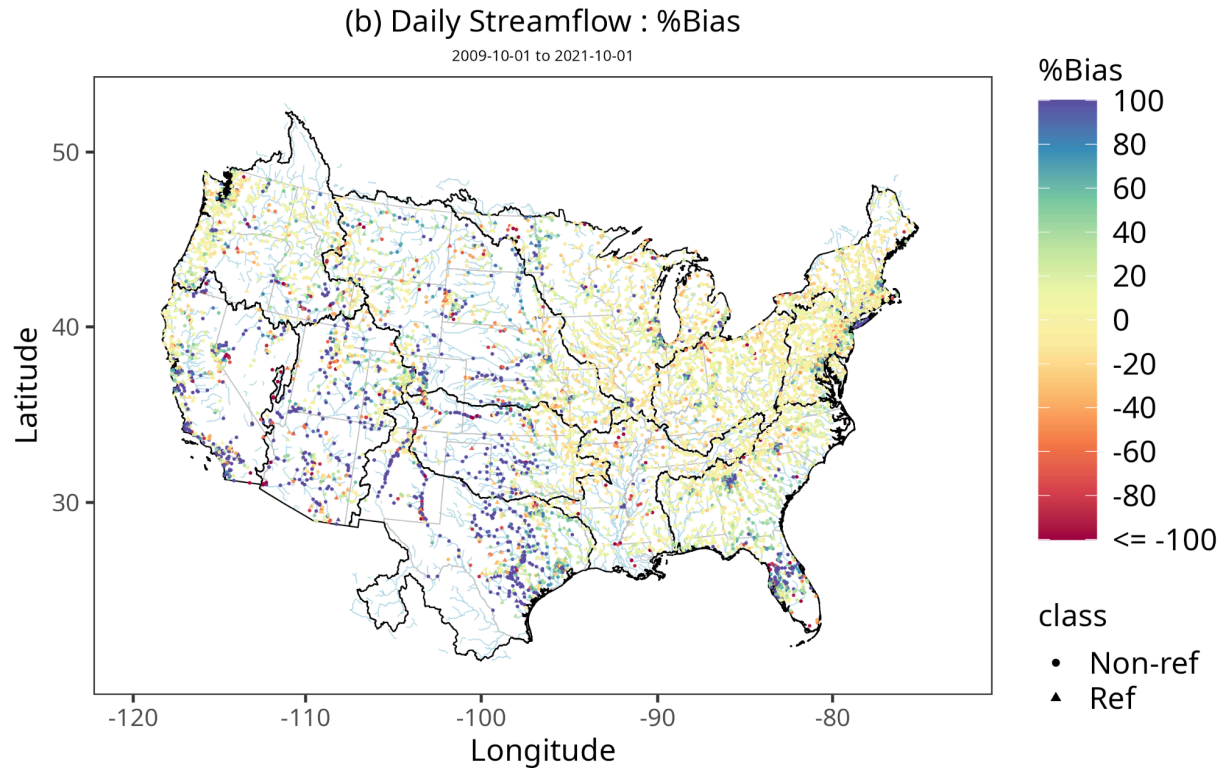 (b) Daily Streamflow : %Bias
2009-10-01 to 2021-10-01
%Bias
100
80
60
40
20
0
-20
-40
-60
-80
<= -100
class
Non-ref
Ref
Latitude
50
40
30
-120
-110
-100
-90
-80
Longitude